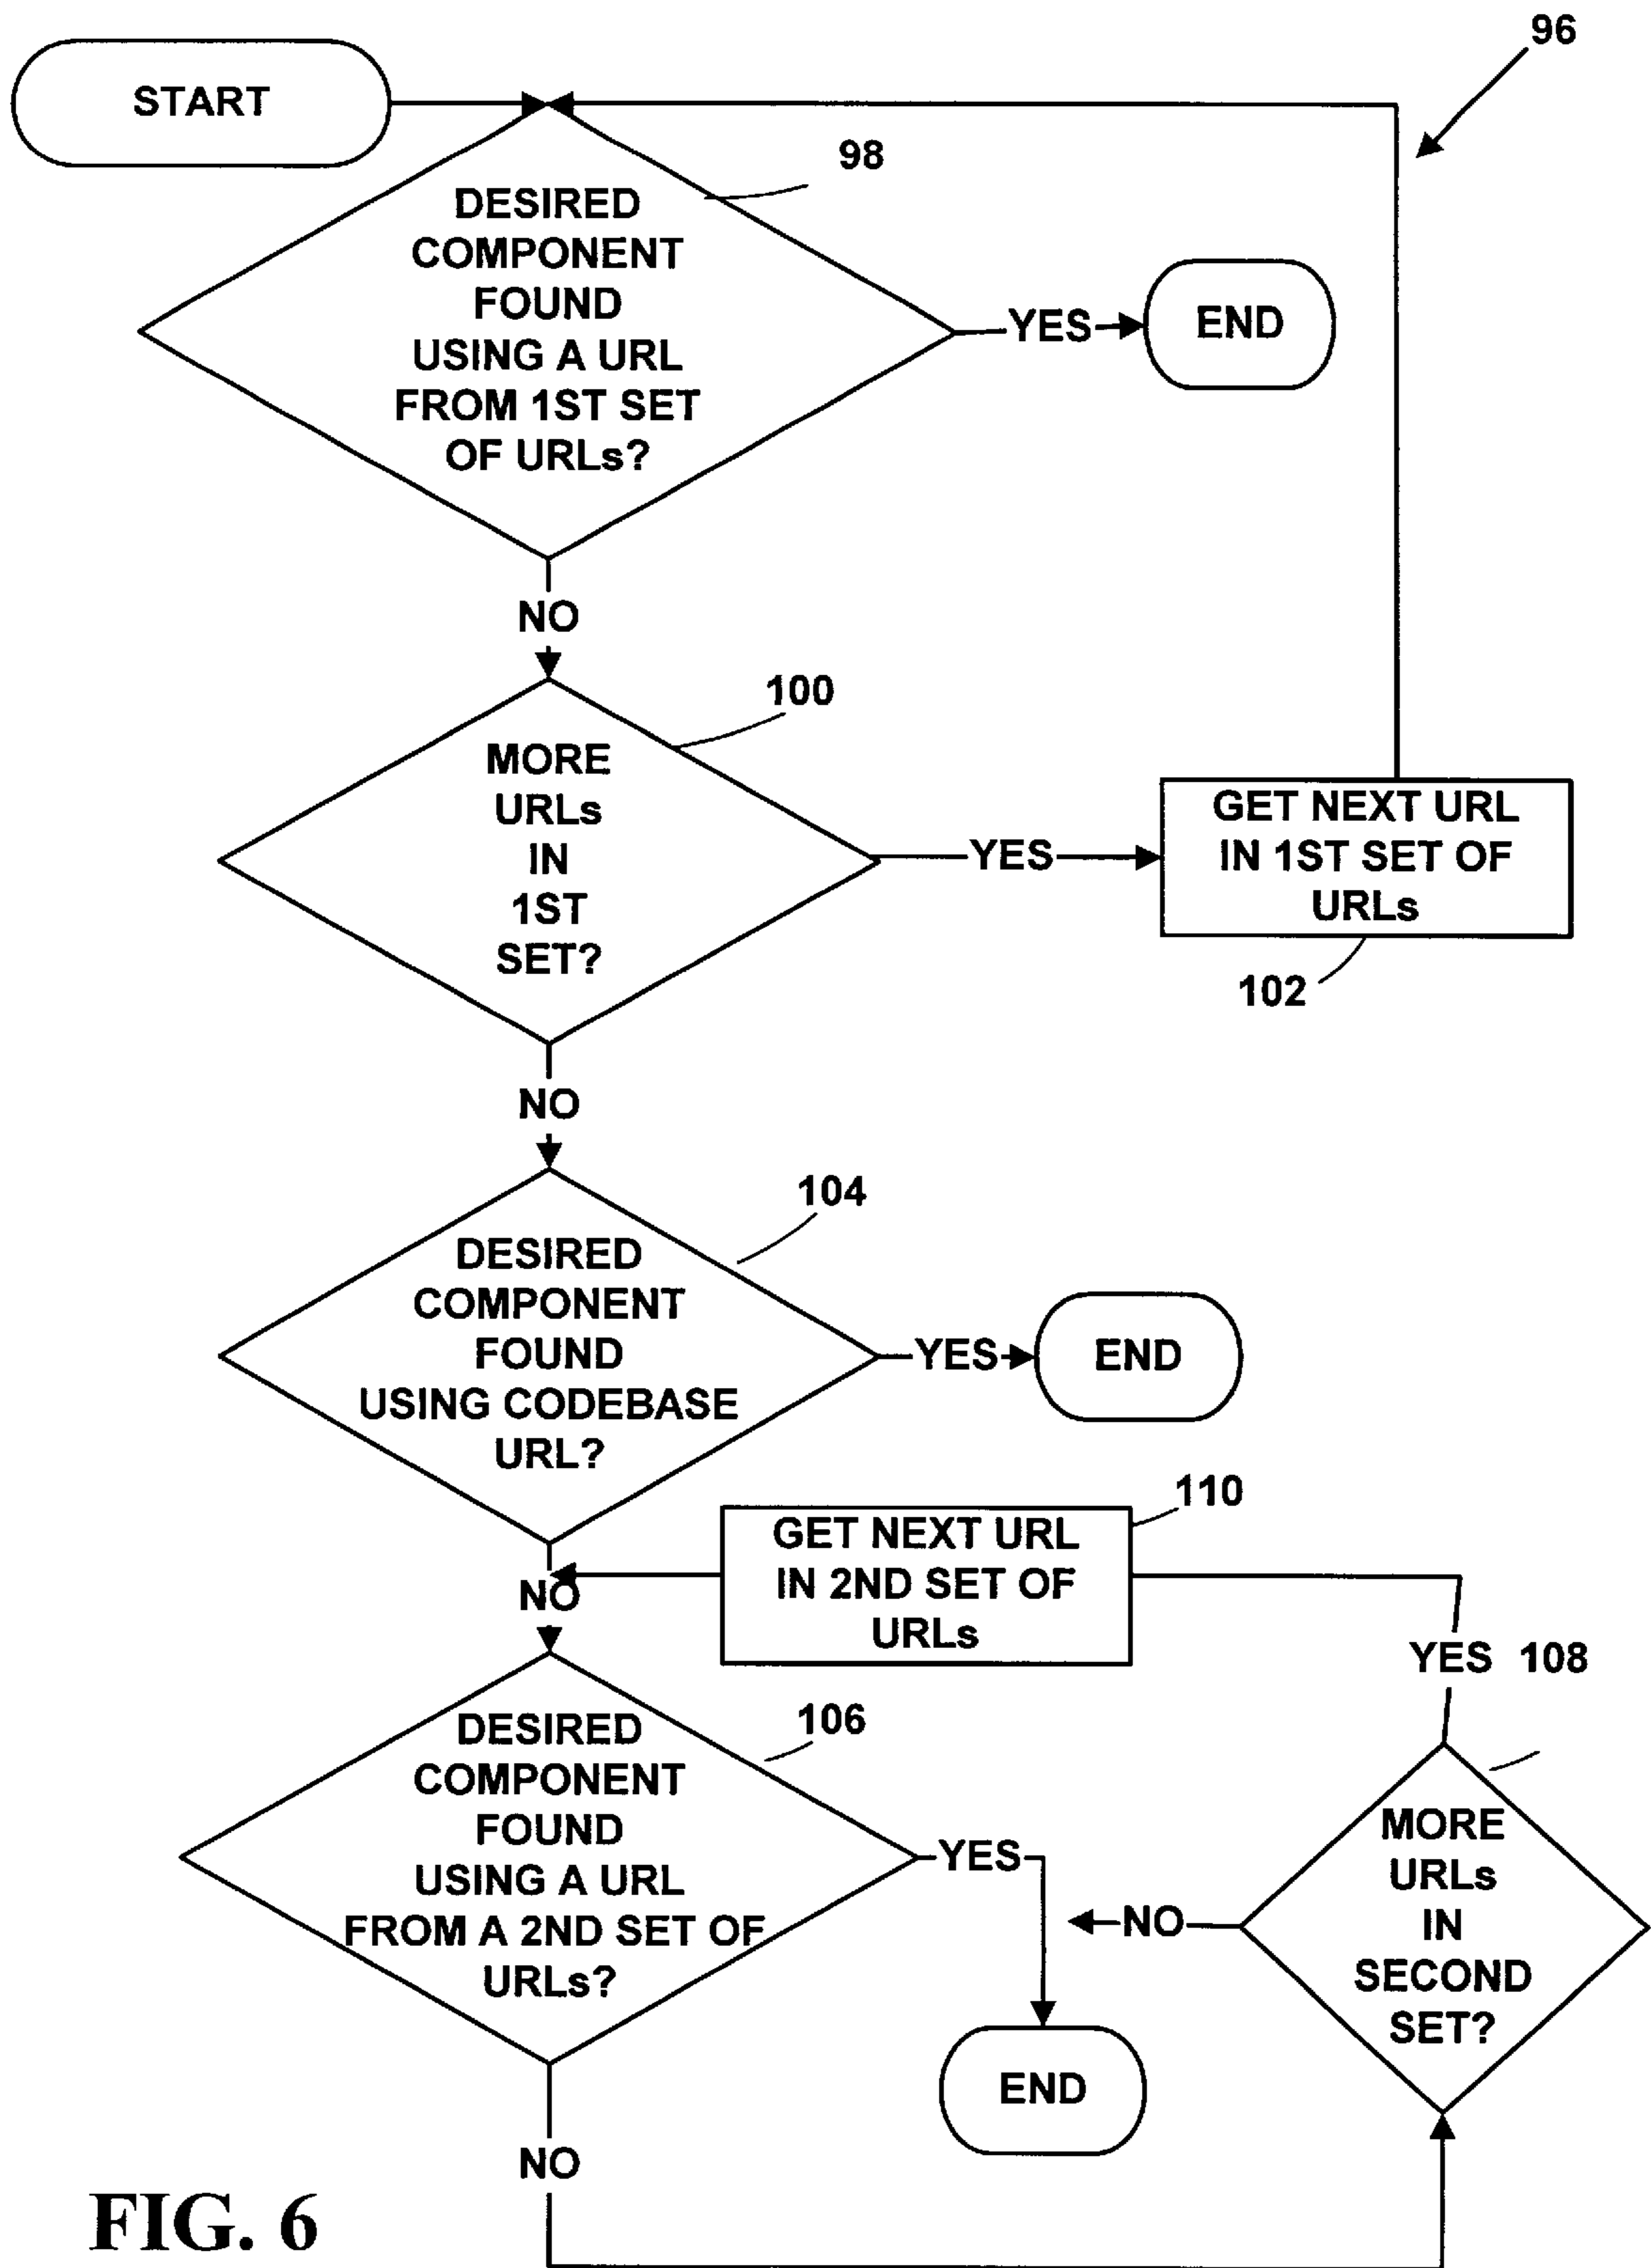 96
START
98
DESIRED
COMPONENT
FOUND
USING A URL
FROM 1ST SET
OF URLs?
YES
END
NO
100
MORE
URLs
IN
1ST
SET?
YES
GET NEXT URL
IN 1ST SET OF
URLs
102
NO
104
DESIRED
COMPONENT
FOUND
USING CODEBASE
URL?
YES
END
110
GET NEXT URL
IN 2ND SET OF
URLs
NO
YES 108
106
DESIRED
COMPONENT
FOUND
USING A URL
FROM A 2ND SET OF
URLs?
YES
MORE
URLs
IN
SECOND
SET?
NO
END
NO
FIG. 6